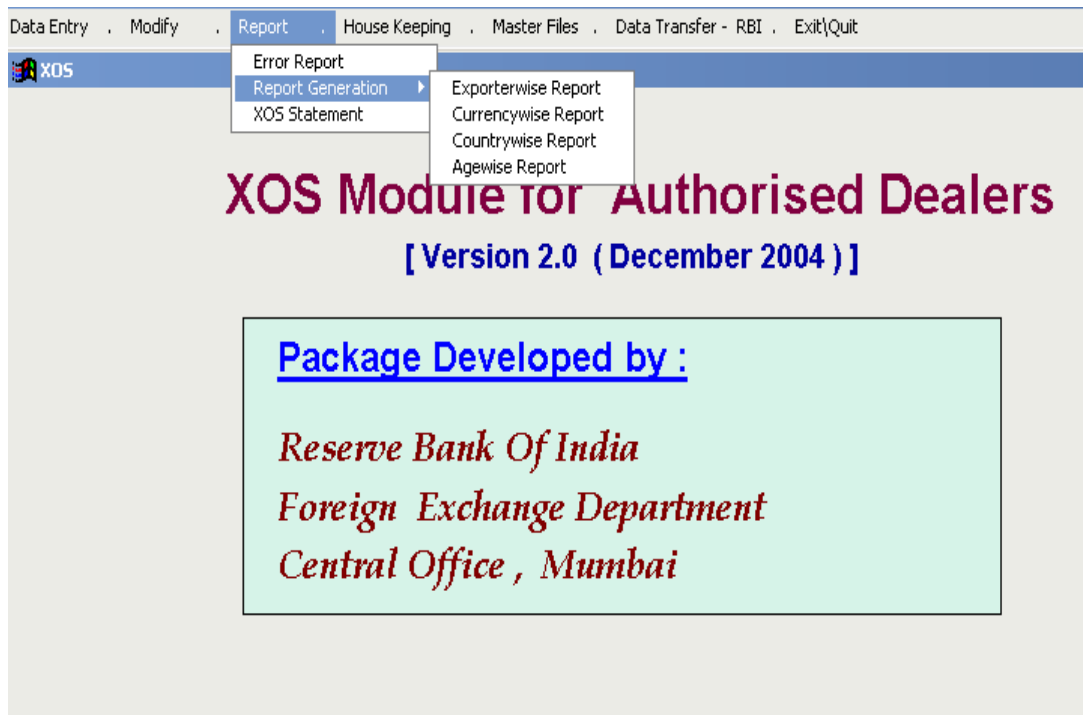 Data Entry . Modify . Report . House Keeping . Master Files . Data Transfer - RBI . Exit\Quit
XOS
Error Report
Report Generation
XOS Statement
Exporterwise Report
Currencywise Report
Countrywise Report
Agewise Report
XOS Module for Authorised Dealers
[ Version 2.0 ( December 2004 ) ]
Package Developed by :
Reserve Bank Of India
Foreign Exchange Department
Central Office , Mumbai